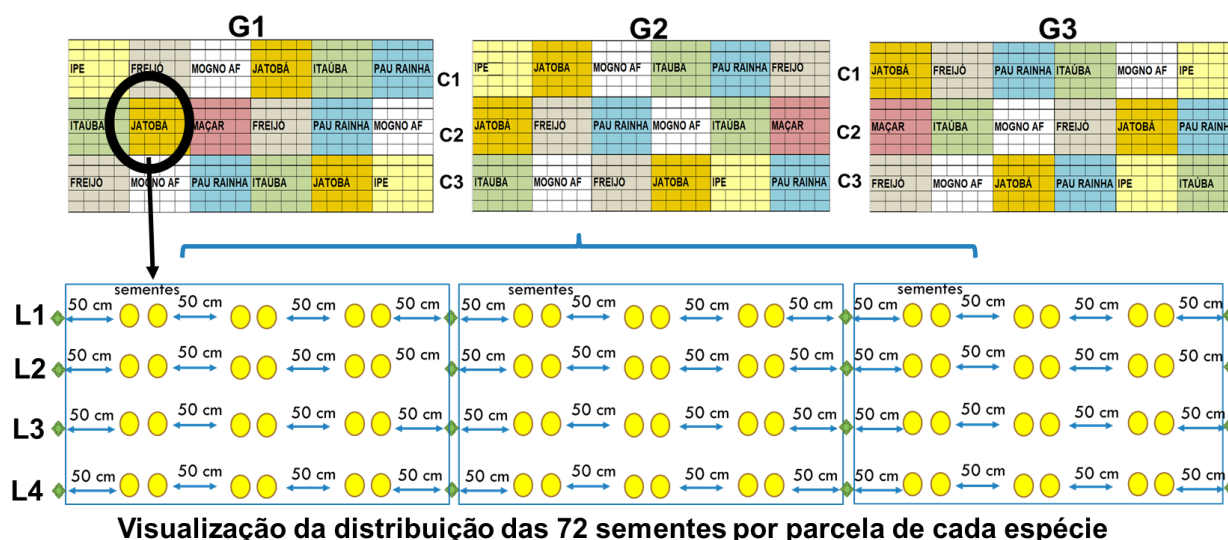 G1 G2 G3
IPE FREIJÓ MOGNO AF JATOBÁ ITAÚBA PAU RAINHA C1 IPE JATOBA MOGNO AF ITAUBA PAU RAINHA FREIJO C1 JATOBA FREIJÓ PAU RAINHA ITAÚBA MOGNO AF IPE
ITAÚBA JATOBÁ MAÇAR FREIJÓ PAU RAINHA MOGNO AF C2 JATOBÁ FREIJÓ PAU RAINHA MOGNO AF ITAÚBA MAÇAR C2 MAÇAR ITAÚBA MOGNO AF FREIJÓ JATOBÁ PAU RAINH
FREIJÓ MOGNO AF PAU RAINHA ITAÚBA JATOBÁ IPE C3 ITAUBA MOGNO AF FREIJÓ JATOBÁ IPE PAU RAINHA C3 FREIJÓ MOGNO AF JATOBÁ PAU RAINHA IPE ITAÚBA
sementes sementes sementes
L1 50 cm 50 cm 50 cm 50 cm 50 cm 50 cm 50 cm 50 cm 50 cm 50 cm 50 cm 50 cm
L2 50 cm 50 cm 50 cm 50 cm 50 cm 50 cm 50 cm 50 cm 50 cm 50 cm 50 cm 50 cm
L3 50 cm 50 cm 50 cm 50 cm 50 cm 50 cm 50 cm 50 cm 50 cm 50 cm 50 cm 50 cm
L4 50 cm 50 cm 50 cm 50 cm 50 cm 50 cm 50 cm 50 cm 50 cm 50 cm 50 cm 50 cm
Visualização da distribuição das 72 sementes por parcela de cada espécie